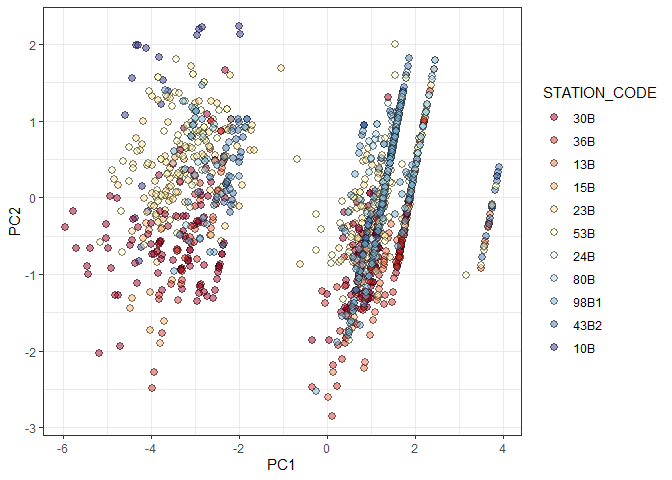 2
1
0
-1
-2
-3
PC2
-6
-4
-2
0
2
4
PC1
STATION_CODE
30B
36B
13B
15B
23B
53B
24B
80B
98B1
43B2
10B